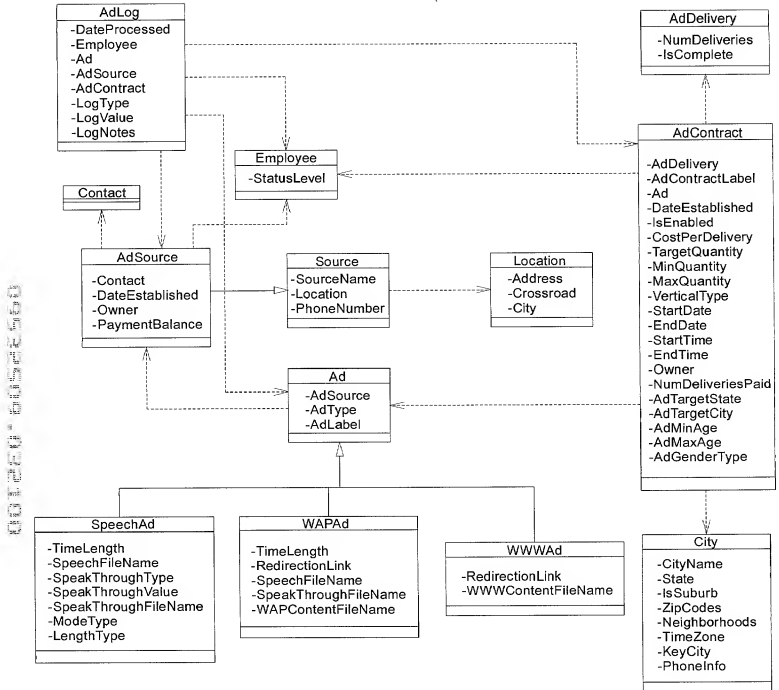 AdLog
-DateProcessed
-Employee
-Ad
-AdSource
-AdContract
-LogType
-LogValue
-LogNotes
AdDelivery
-NumDeliveries
-IsComplete
Employee
-StatusLevel
AdContract
-AdDelivery
-AdContractLabel
-Ad
-DateEstablished
-IsEnabled
-CostPerDelivery
-TargetQuantity
-MinQuantity
-MaxQuantity
-VerticalType
-StartDate
-EndDate
-StartTime
-EndTime
-Owner
-NumDeliveriesPaid
-AdTargetState
-AdTargetCity
-AdMinAge
-AdMaxAge
-AdGenderType
Contact
AdSource
-Contact
-DateEstablished
-Owner
-PaymentBalance
Source
-SourceName
-Location
-PhoneNumber
Location
-Address
-Crossroad
-City
Ad
-AdSource
-AdType
-AdLabel
SpeechAd
-TimeLength
-SpeechFileName
-SpeakThroughType
-SpeakThroughValue
-SpeakThroughFileName
-ModeType
-LengthType
WAPAd
-TimeLength
-RedirectionLink
-SpeechFileName
-SpeakThroughFileName
-WAPContentFileName
WWWAd
-RedirectionLink
-WWWContentFileName
City
-CityName
-State
-IsSuburb
-ZipCodes
-Neighborhoods
-TimeZone
-KeyCity
-PhoneInfo